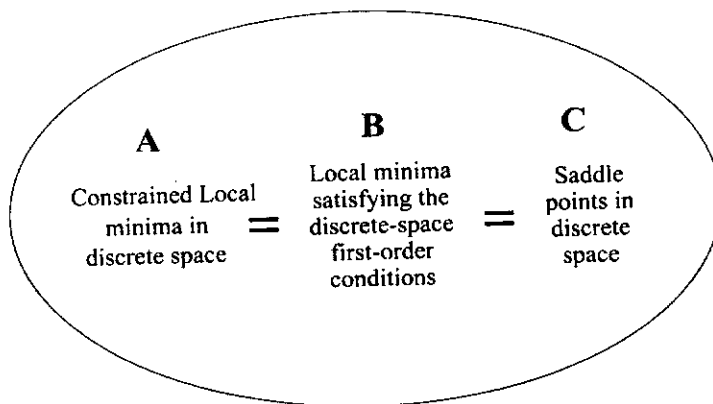 A
Constrained Local
minima in
discrete space
=
B
Local minima
satisfying the
discrete-space
first-order
conditions
=
C
Saddle
points in
discrete
space